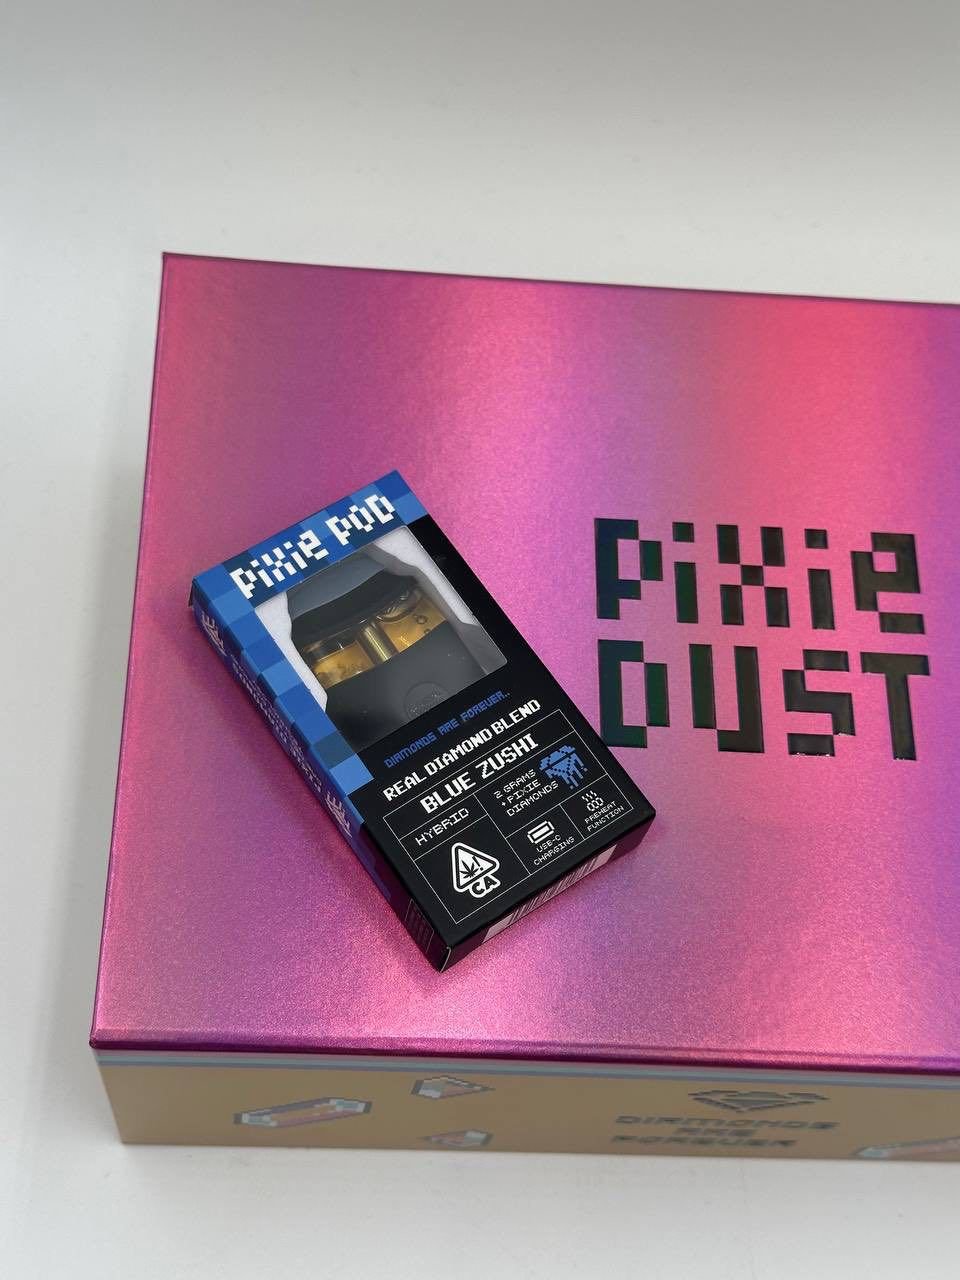 PIXIE
DUST
PIXIE POD
DIAMONDS ARE FOREVER..
REAL DIAMOND BLEND
BLUE ZUSHI
HYBRID
2 GRAMS
+ PIXIE
DIAMONDS
CA
USE-C
CHARGING
PREHEAT
FUNCTION
DIAMONDS
ARE
FOREVER